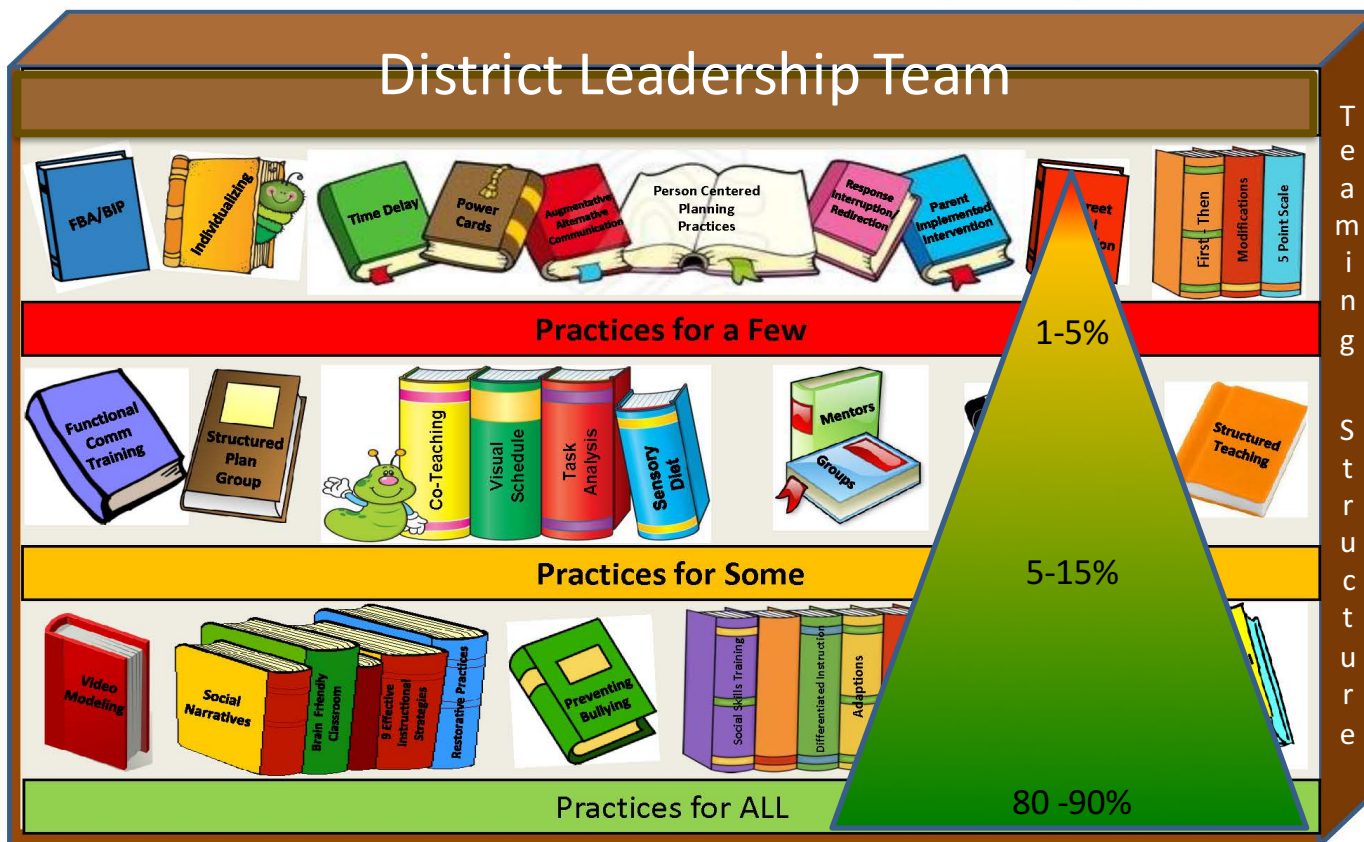 District Leadership Team
Teaming Structure
FBA/BIP
Individualizing
Time Delay
Power
Cards
Augmentative
Alternative
Communication
Person Centered
Planning
Practices
Response
Interruption
Redirection
Parent
Implemented
Intervention
First - Then
Modifications
5 Point Scale
Practices for a Few
1-5%
Functional
Comm
Training
Structured
Plan
Group
Co-Teaching
Visual
Schedule
Task
Analysis
Sensory
Diet
Mentors
Groups
Structured
Teaching
Practices for Some
5-15%
Video
Modeling
Social
Narratives
Brain Friendly
Classroom
9 Effective
Instructional
Strategies
Restorative Practices
Preventing
Bullying
Social Skills Training
Differentiated Instruction
Adaptions
Practices for ALL
80 -90%